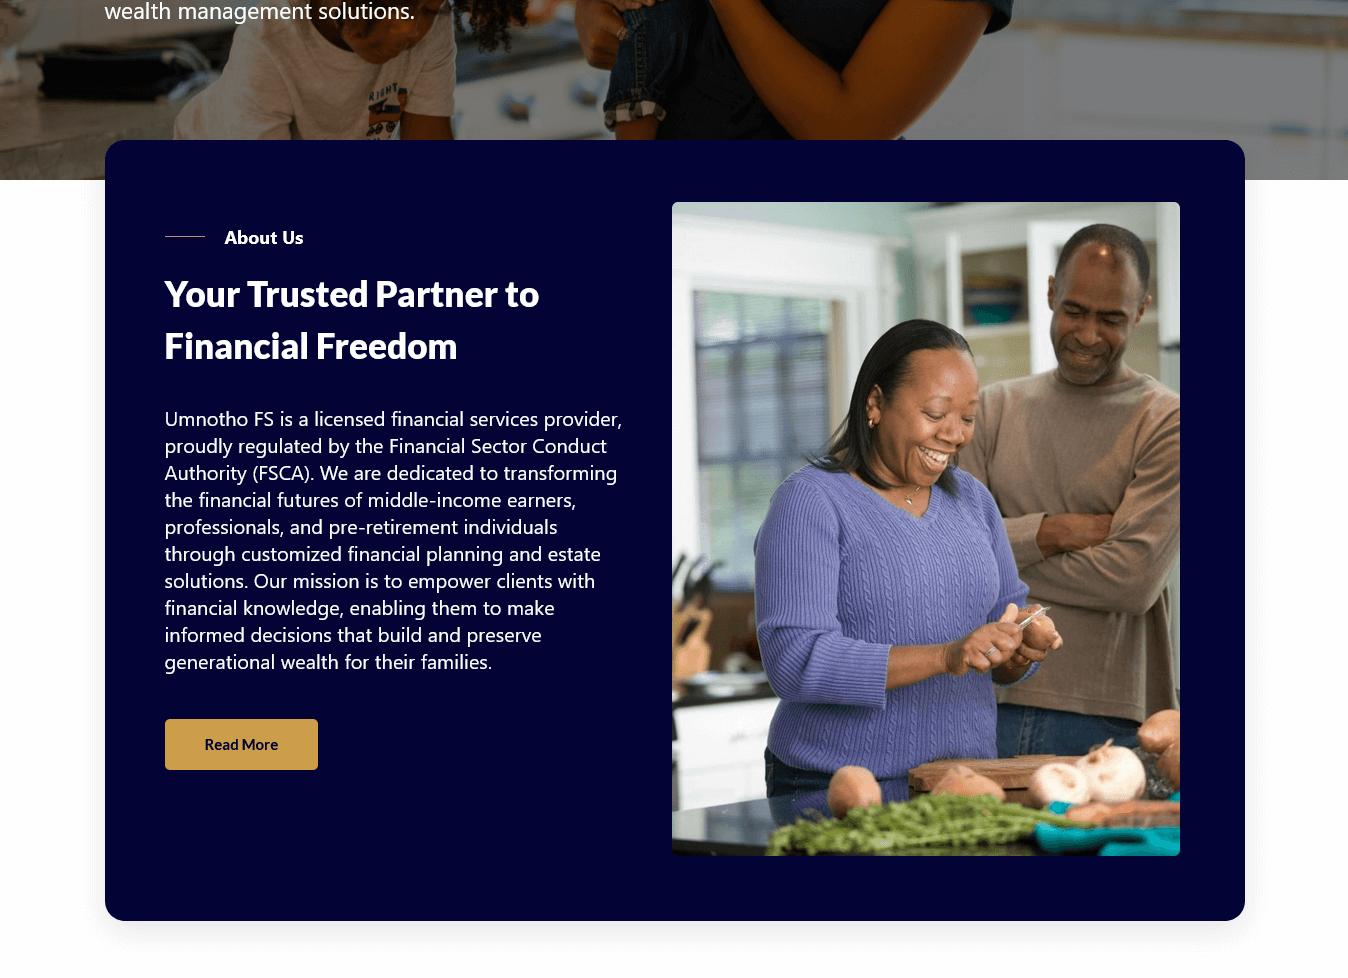 wealth management solutions.
RIGHT
About Us
Your Trusted Partner to
Financial Freedom
Umnotho FS is a licensed financial services provider,
proudly regulated by the Financial Sector Conduct
Authority (FSCA). We are dedicated to transforming
the financial futures of middle-income earners,
professionals, and pre-retirement individuals
through customized financial planning and estate
solutions. Our mission is to empower clients with
financial knowledge, enabling them to make
informed decisions that build and preserve
generational wealth for their families.
Read More